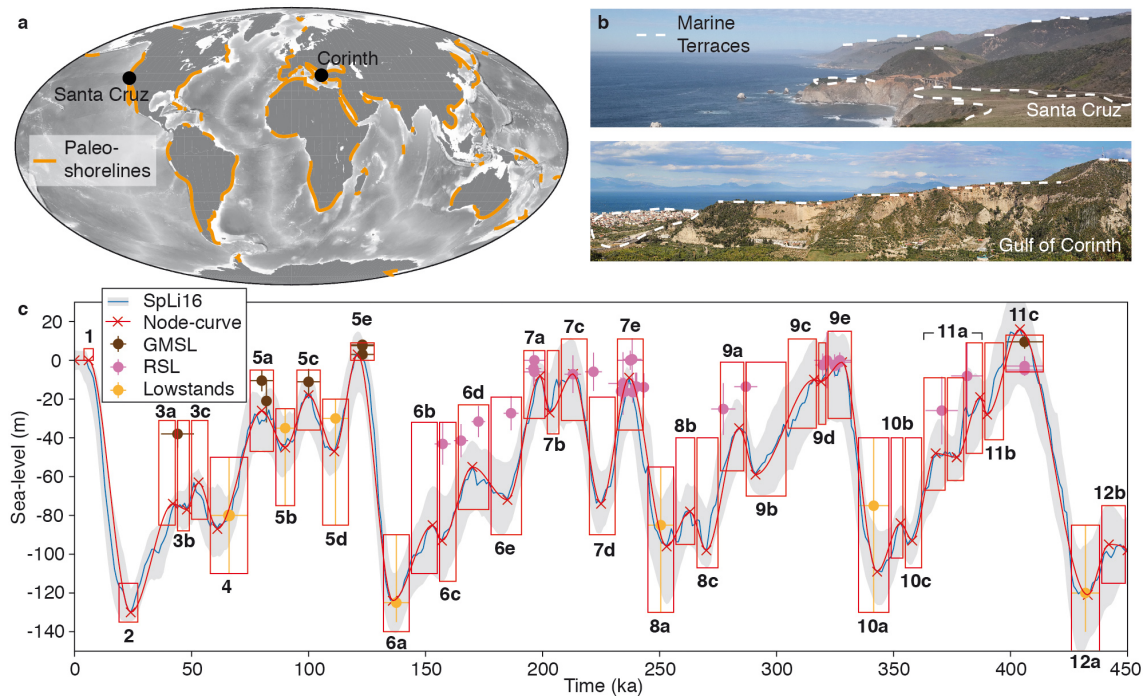 a
Corinth
Santa Cruz
Paleo-
shorelines
b
Marine
Terraces
Santa Cruz
Gulf of Corinth
c
SpLi16
Node-curve
GMSL
RSL
Lowstands
Sea-level (m)
20
0
-20
-40
-60
-80
-100
-120
-140
1
2
3a
3b
3c
4
5a
5b
5c
5d
5e
6a
6b
6c
6d
6e
7a
7b
7c
7d
7e
8a
8b
8c
9a
9b
9c
9d
9e
10a
10b
10c
11a
11b
11c
12a
12b
0
50
100
150
200
250
300
350
400
450
Time (ka)